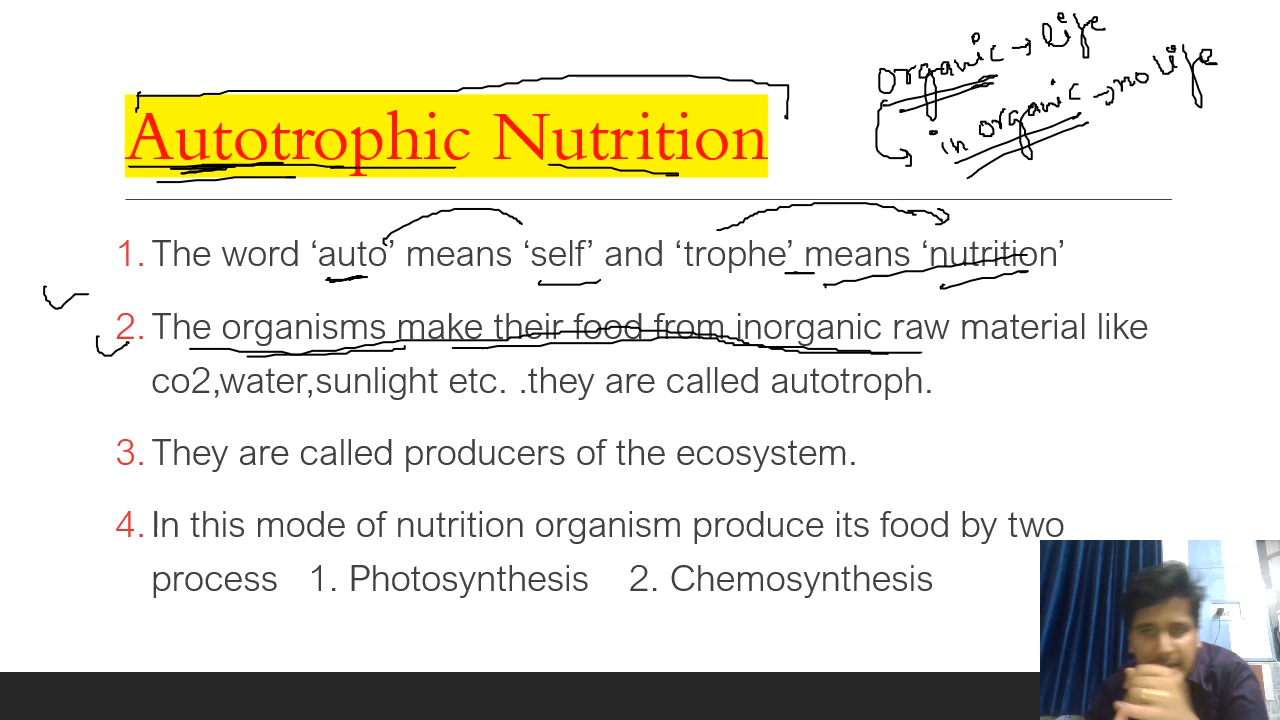 organic → life
in organic → no life
Autotrophic Nutrition
1. The word ‘auto’ means ‘self’ and ‘trophe’ means ‘nutrition’
2. The organisms make their food from inorganic raw material like
co2,water,sunlight etc. .they are called autotroph.
3. They are called producers of the ecosystem.
4. In this mode of nutrition organism produce its food by two
process 1. Photosynthesis 2. Chemosynthesis